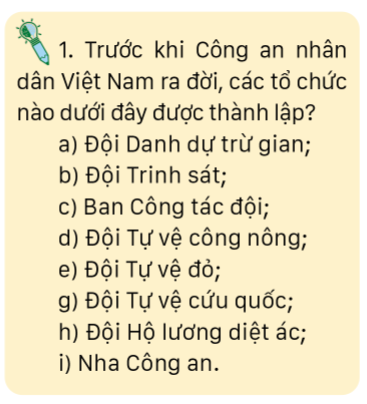 1. Trước khi Công an nhân
dân Việt Nam ra đời, các tổ chức
nào dưới đây được thành lập?
a) Đội Danh dự trừ gian;
b) Đội Trinh sát;
c) Ban Công tác đội;
d) Đội Tự vệ công nông;
e) Đội Tự vệ đỏ;
g) Đội Tự vệ cứu quốc;
h) Đội Hộ lương diệt ác;
i) Nha Công an.